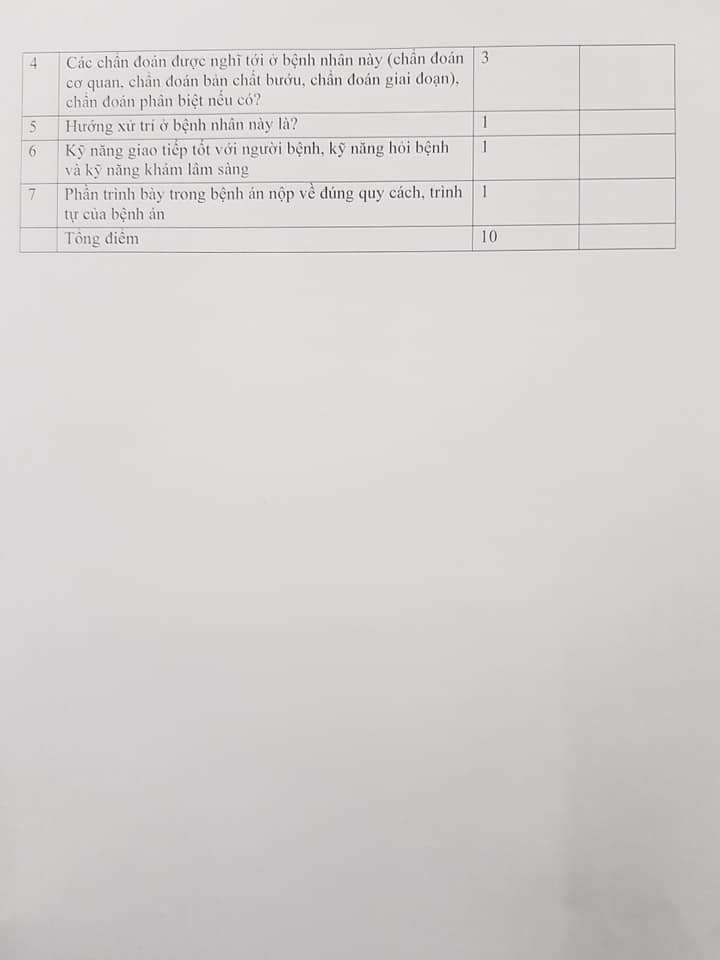 4 Các chẩn đoán được nghĩ tới ở bệnh nhân này (chẩn đoán 3
cơ quan, chẩn đoán bản chất bướu, chẩn đoán giai đoạn),
chẩn đoán phân biệt nếu có?
5 Hướng xử trí ở bệnh nhân này là? 1
6 Kỹ năng giao tiếp tốt với người bệnh, kỹ năng hỏi bệnh 1
và kỹ năng khám lâm sàng
7 Phần trình bày trong bệnh án nộp về đúng quy cách, trình 1
tự của bệnh án
Tổng điểm 10